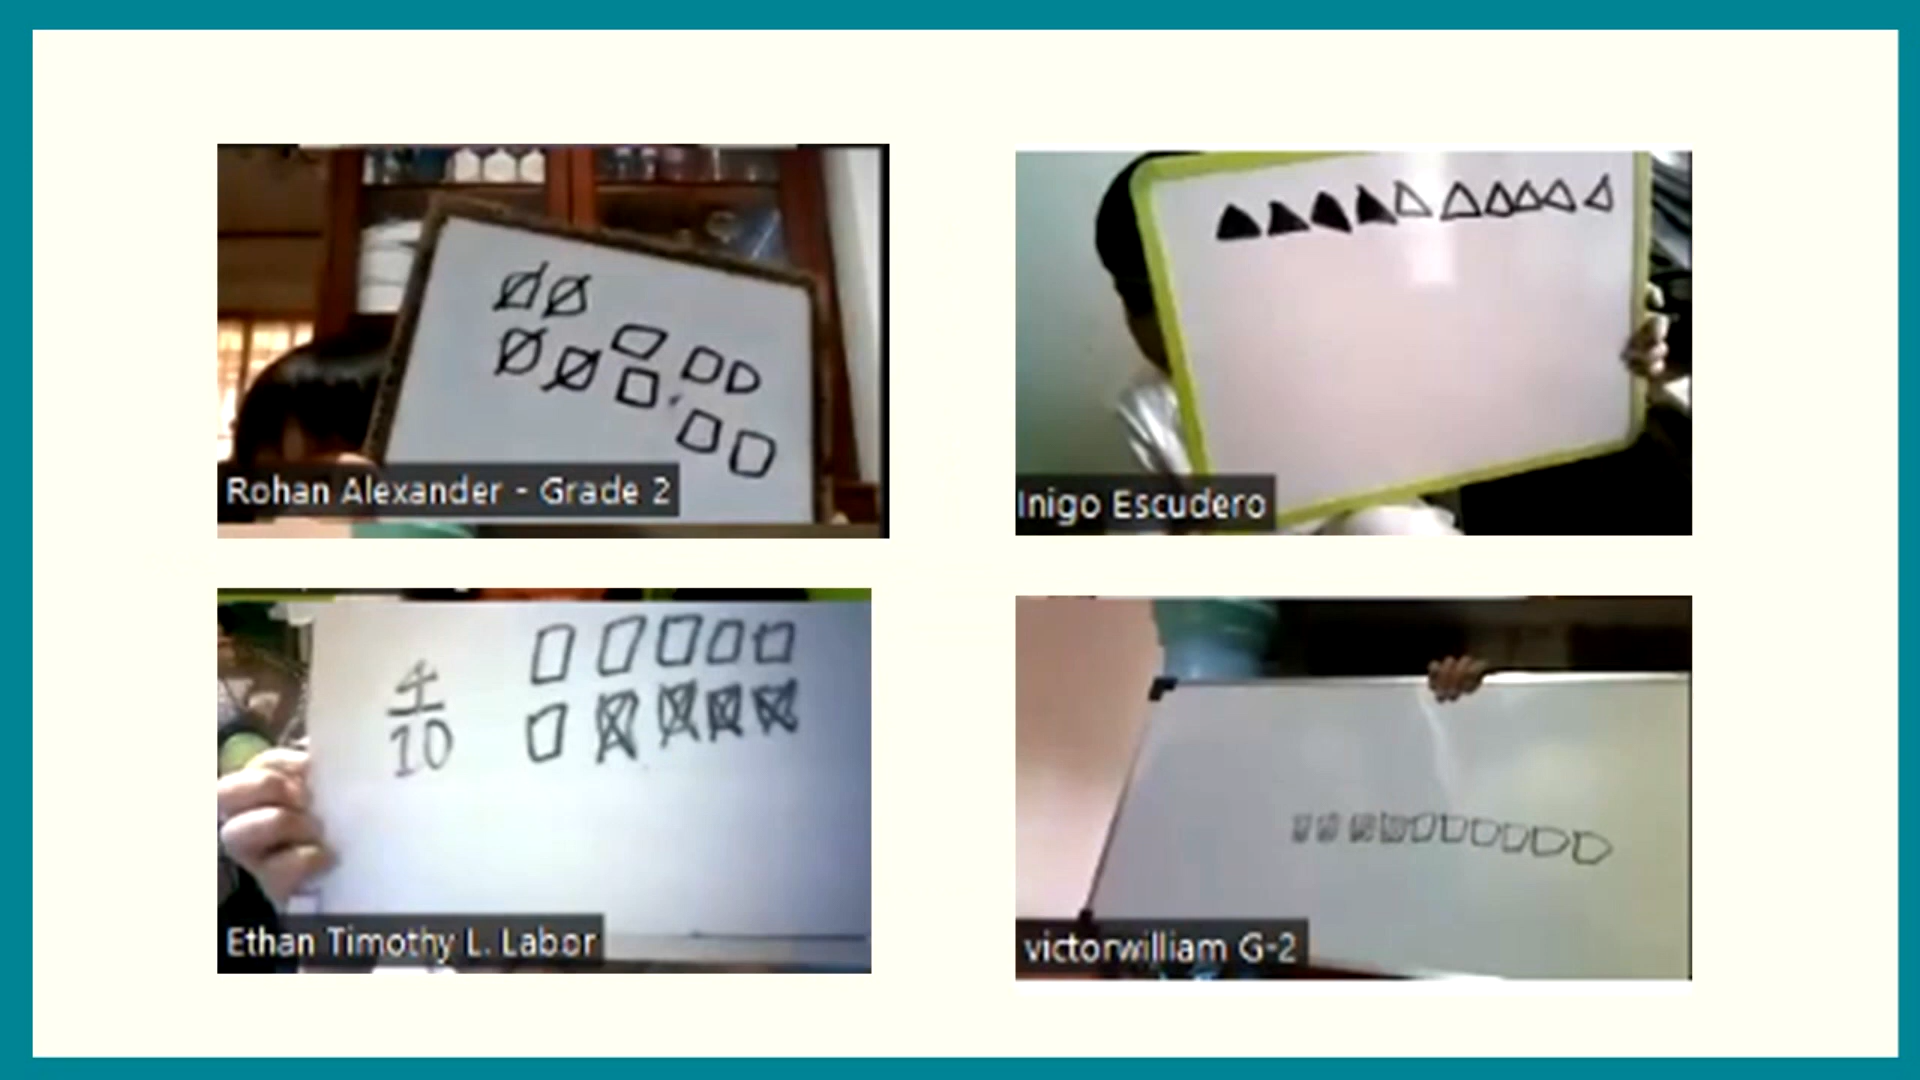 Rohan Alexander - Grade 2
Inigo Escudero
4
10
Ethan Timothy L. Labor
victorwilliam G-2